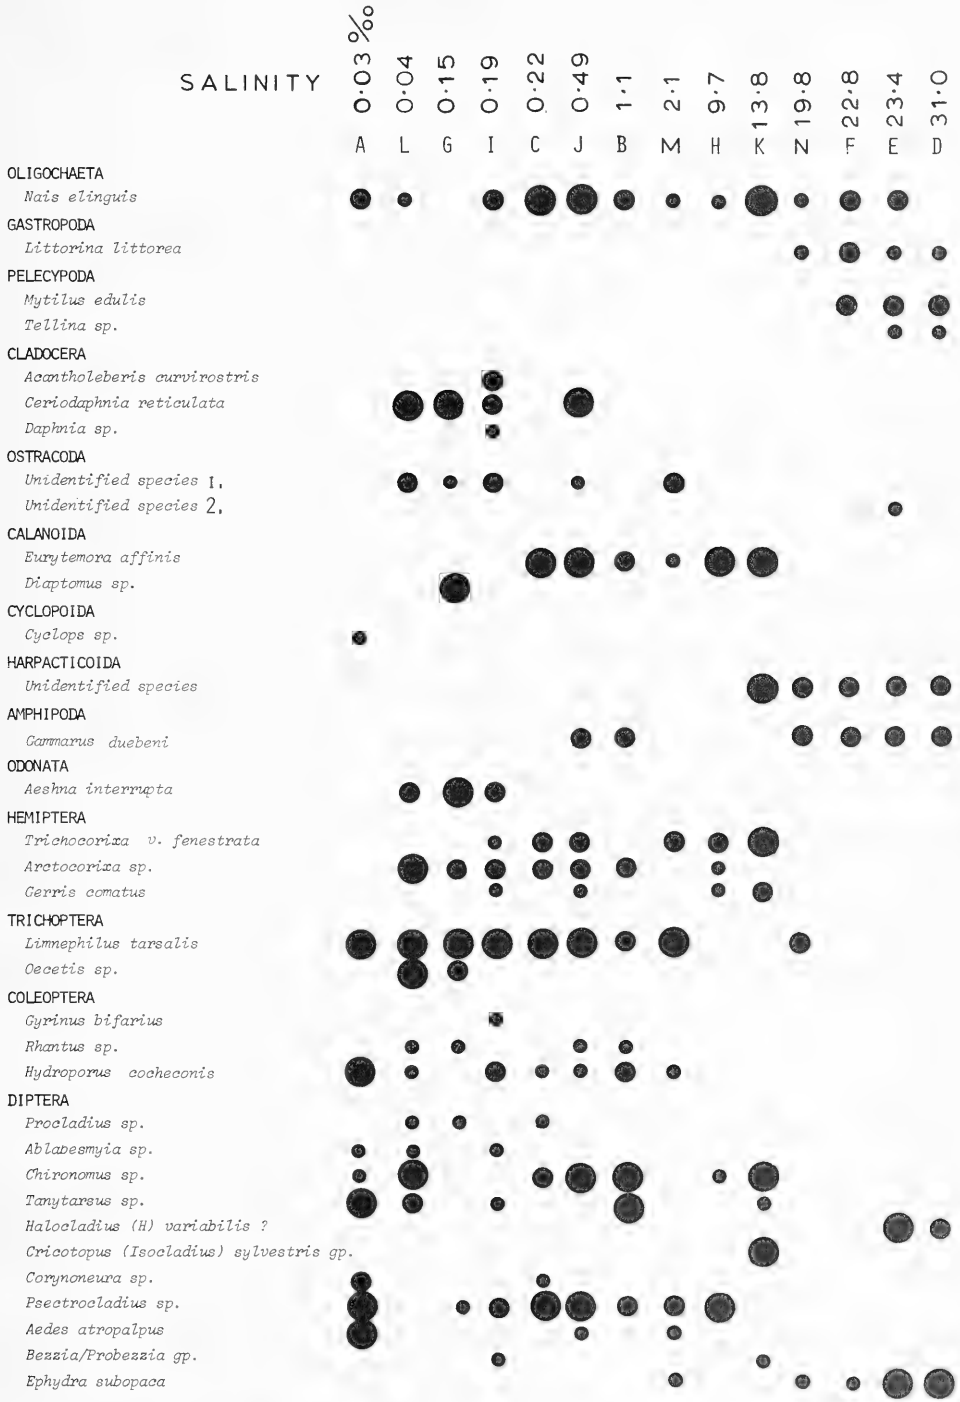 SALINITY 0·03 ‰ 0·04 0·15 0·19 0·22 0·49 1·1 2·1 9·7 13·8 19·8 22·8 23·4 31·0
A L G I C J B M H K N F E D
OLIGOCHAETA
Nais elinguis
GASTROPODA
Littorina littorea
PELECYPODA
Mytilus edulis
Tellina sp.
CLADOCERA
Acantholeberis curvirostris
Ceriodaphnia reticulata
Daphnia sp.
OSTRACODA
Unidentified species 1.
Unidentified species 2.
CALANOIDA
Eurytemora affinis
Diaptomus sp.
CYCLOPOIDA
Cyclops sp.
HARPACTICOIDA
Unidentified species
AMPHIPODA
Gammarus duebeni
ODONATA
Aeshna interrupta
HEMIPTERA
Trichocorixa v. fenestrata
Arctocorixa sp.
Gerris comatus
TRICHOPTERA
Limnephilus tarsalis
Oecetis sp.
COLEOPTERA
Gyrinus bifarius
Rhantus sp.
Hydroporus cocheconis
DIPTERA
Procladius sp.
Ablabesmyia sp.
Chironomus sp.
Tanytarsus sp.
Halocladius (H) variabilis ?
Cricotopus (Isocladius) sylvestris gp.
Corynoneura sp.
Psectrocladius sp.
Aedes atropalpus
Bezzia/Probezzia gp.
Ephydra subopaca